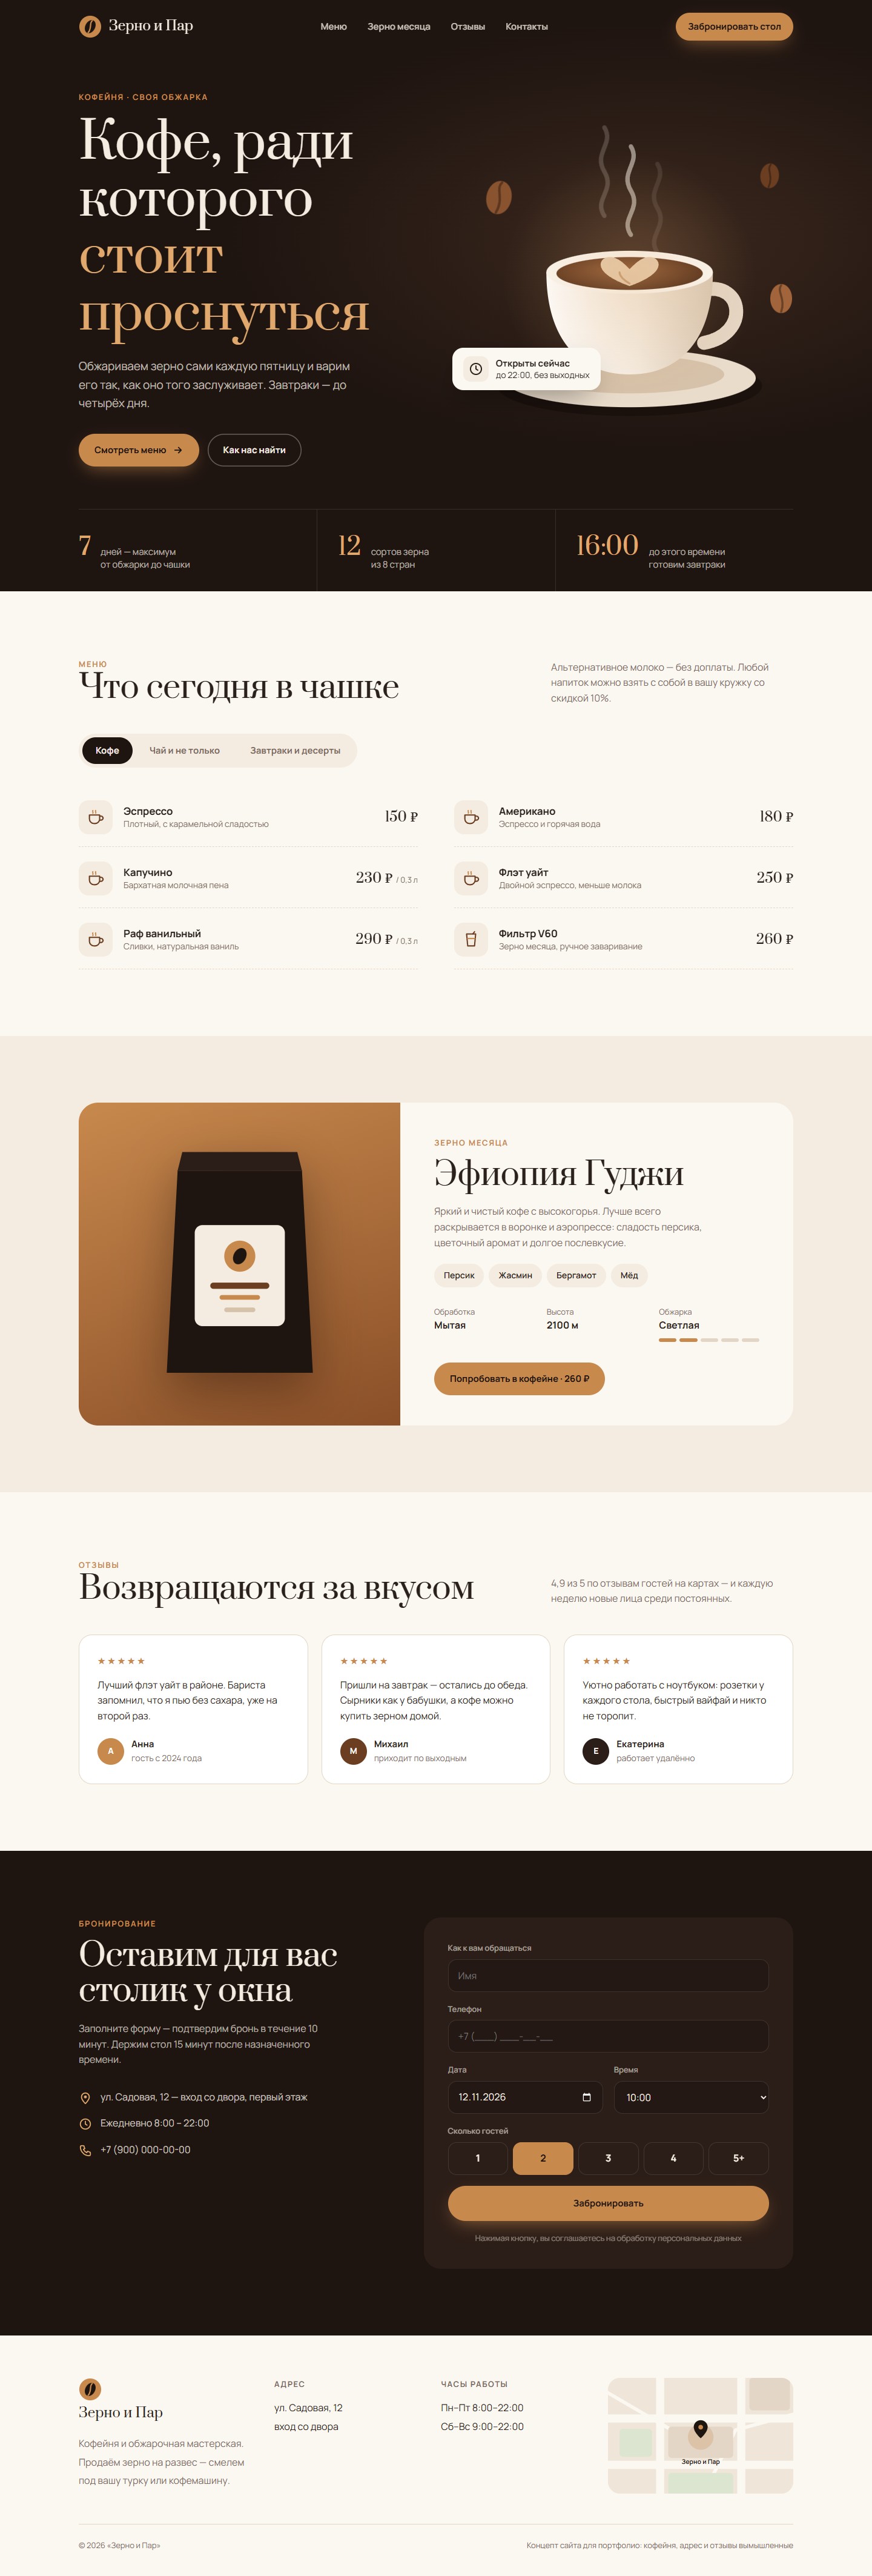 Зерно и Пар
Меню
Зерно месяца
Отзывы
Контакты
Забронировать стол
КОФЕЙНЯ · СВОЯ ОБЖАРКА
Кофе, ради
которого
стоит
проснуться
Обжариваем зерно сами каждую пятницу и варим
его так, как оно того заслуживает. Завтраки — до
четырёх дня.
Смотреть меню →
Как нас найти
Открыты сейчас
до 22:00, без выходных
7
дней — максимум
от обжарки до чашки
12
сортов зерна
из 8 стран
16:00
до этого времени
готовим завтраки
МЕНЮ
Что сегодня в чашке
Альтернативное молоко — без доплаты. Любой
напиток можно взять с собой в вашу кружку со
скидкой 10%.
Кофе
Чай и не только
Завтраки и десерты
Эспрессо
Плотный, с карамельной сладостью
150 ₽
Американо
Эспрессо и горячая вода
180 ₽
Капучино
Бархатная молочная пена
230 ₽ / 0,3 л
Флэт уайт
Двойной эспрессо, меньше молока
250 ₽
Раф ванильный
Сливки, натуральная ваниль
290 ₽ / 0,3 л
Фильтр V60
Зерно месяца, ручное заваривание
260 ₽
ЗЕРНО МЕСЯЦА
Эфиопия Гуджи
Яркий и чистый кофе с высокогорья. Лучше всего
раскрывается в воронке и аэропрессе: сладость персика,
цветочный аромат и долгое послевкусие.
Персик
Жасмин
Бергамот
Мёд
Обработка
Мытая
Высота
2100 м
Обжарка
Светлая
Попробовать в кофейне · 260 ₽
ОТЗЫВЫ
Возвращаются за вкусом
4,9 из 5 по отзывам гостей на картах — и каждую
неделю новые лица среди постоянных.
★★★★★
Лучший флэт уайт в районе. Бариста
запомнил, что я пью без сахара, уже на
второй раз.
А
Анна
гость с 2024 года
★★★★★
Пришли на завтрак — остались до обеда.
Сырники как у бабушки, а кофе можно
купить зерном домой.
М
Михаил
приходит по выходным
★★★★★
Уютно работать с ноутбуком: розетки у
каждого стола, быстрый вайфай и никто
не торопит.
Е
Екатерина
работает удалённо
БРОНИРОВАНИЕ
Оставим для вас
столик у окна
Заполните форму — подтвердим бронь в течение 10
минут. Держим стол 15 минут после назначенного
времени.
ул. Садовая, 12 — вход со двора, первый этаж
Ежедневно 8:00 – 22:00
+7 (900) 000-00-00
Как к вам обращаться
Имя
Телефон
+7 (___) ___-__-__
Дата
12.11.2026
Время
10:00
Сколько гостей
1
2
3
4
5+
Забронировать
Нажимая кнопку, вы соглашаетесь на обработку персональных данных
Зерно и Пар
Кофейня и обжарочная мастерская.
Продаём зерно на развес — смелем
под вашу турку или кофемашину.
АДРЕС
ул. Садовая, 12
вход со двора
ЧАСЫ РАБОТЫ
Пн–Пт 8:00–22:00
Сб–Вс 9:00–22:00
Зерно и Пар
© 2026 «Зерно и Пар»
Концепт сайта для портфолио: кофейня, адрес и отзывы вымышленные